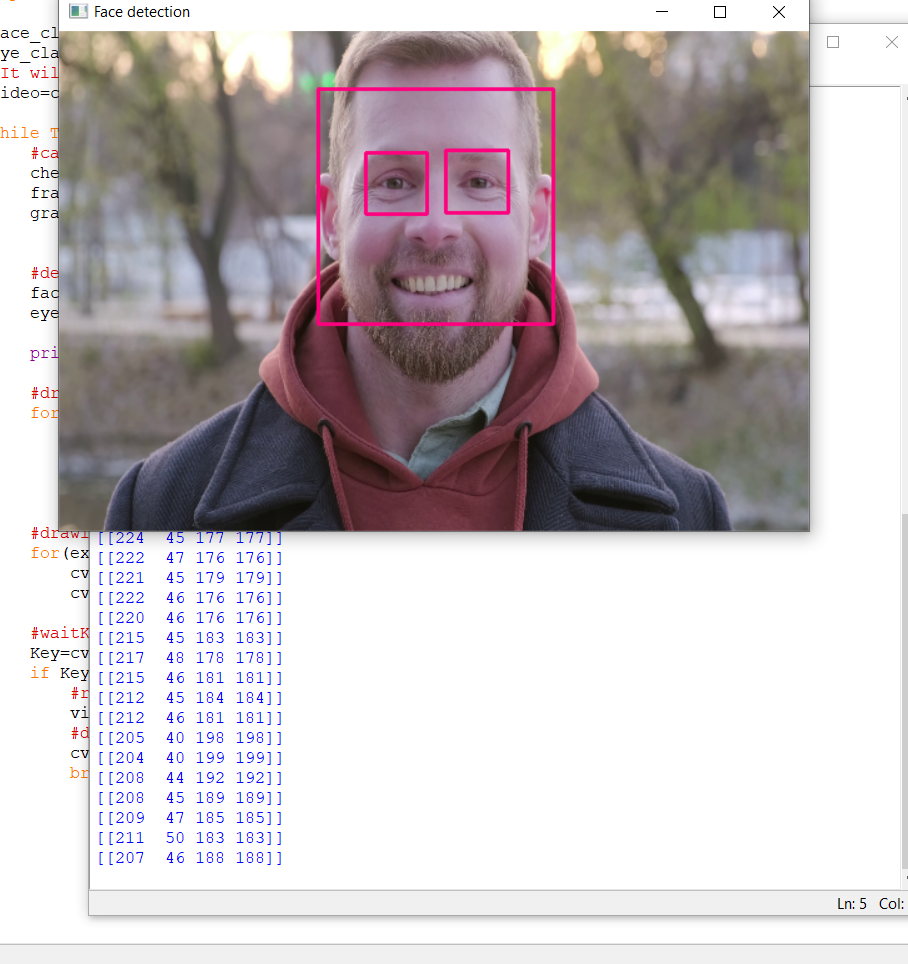 Face detection
ace_cl
ye_cla
It wil
ideo=c
hile T
#ca
che
fra
gra
#de
fac
eye
pri
#dr
for
#drawi
for(ex
cv
cv
#waitK
Key=cv
if Key
#r
vi
#d
cv
br
[[224 45 177 177]]
[[222 47 176 176]]
[[221 45 179 179]]
[[222 46 176 176]]
[[220 46 176 176]]
[[215 45 183 183]]
[[217 48 178 178]]
[[215 46 181 181]]
[[212 45 184 184]]
[[212 46 181 181]]
[[205 40 198 198]]
[[204 40 199 199]]
[[208 44 192 192]]
[[208 45 189 189]]
[[209 47 185 185]]
[[211 50 183 183]]
[[207 46 188 188]]
Ln: 5 Col: